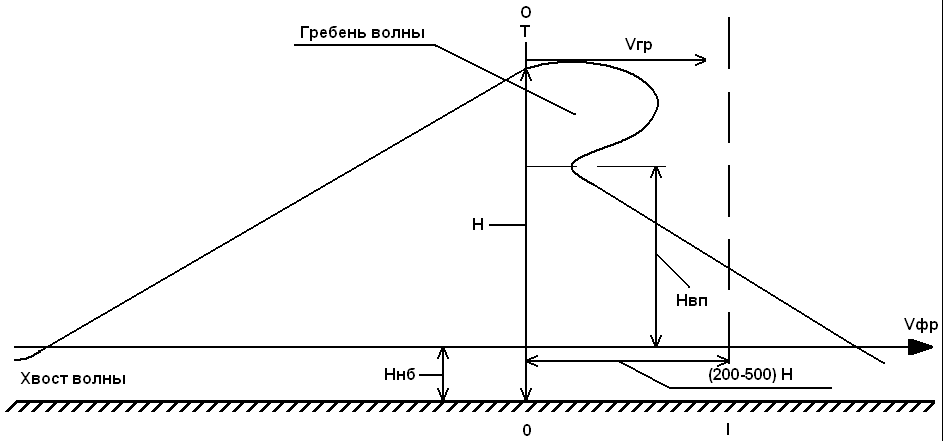 О
Т
Гребень волны
Vгр
Н
Нвп
Vфр
Хвост волны
Ннб
(200-500) Н
0
I